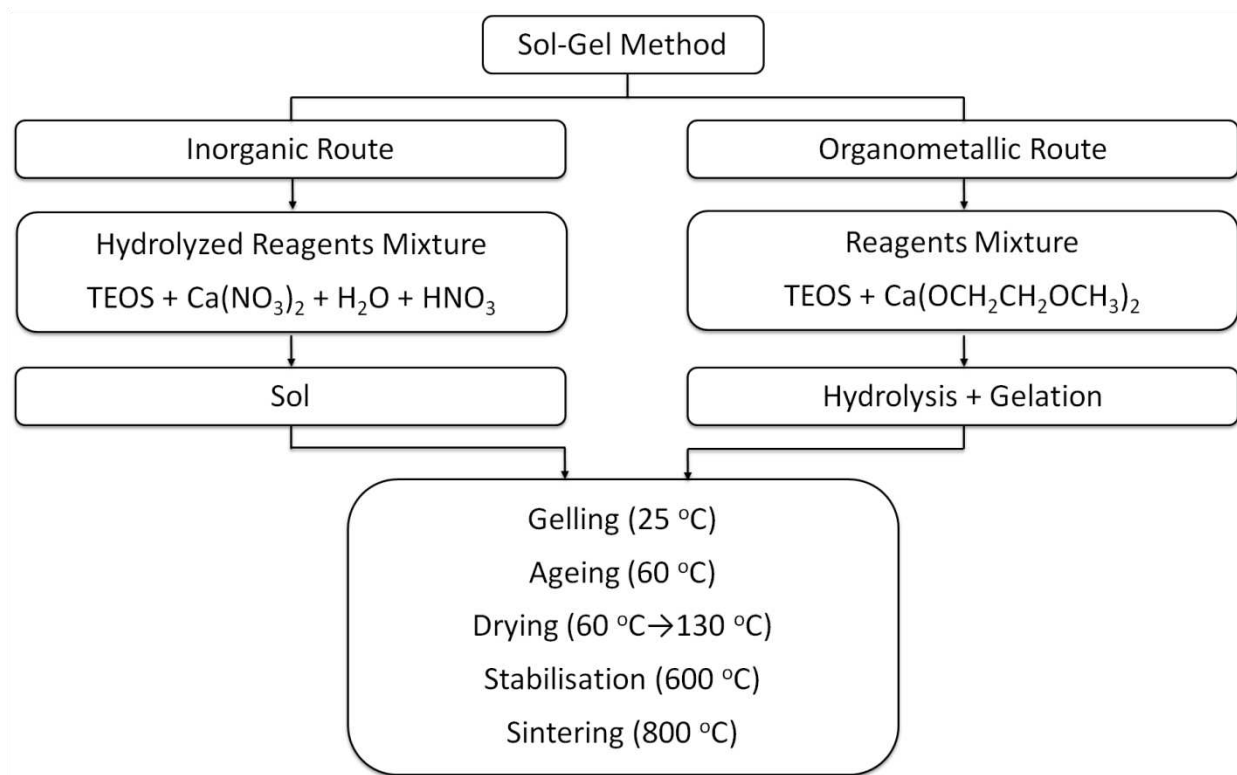 Sol-Gel Method
Inorganic Route
Organometallic Route
Hydrolyzed Reagents Mixture
TEOS + Ca(NO₃)₂ + H₂O + HNO₃
Reagents Mixture
TEOS + Ca(OCH₂CH₂OCH₃)₂
Sol
Hydrolysis + Gelation
Gelling (25 °C)
Ageing (60 °C)
Drying (60 °C→130 °C)
Stabilisation (600 °C)
Sintering (800 °C)